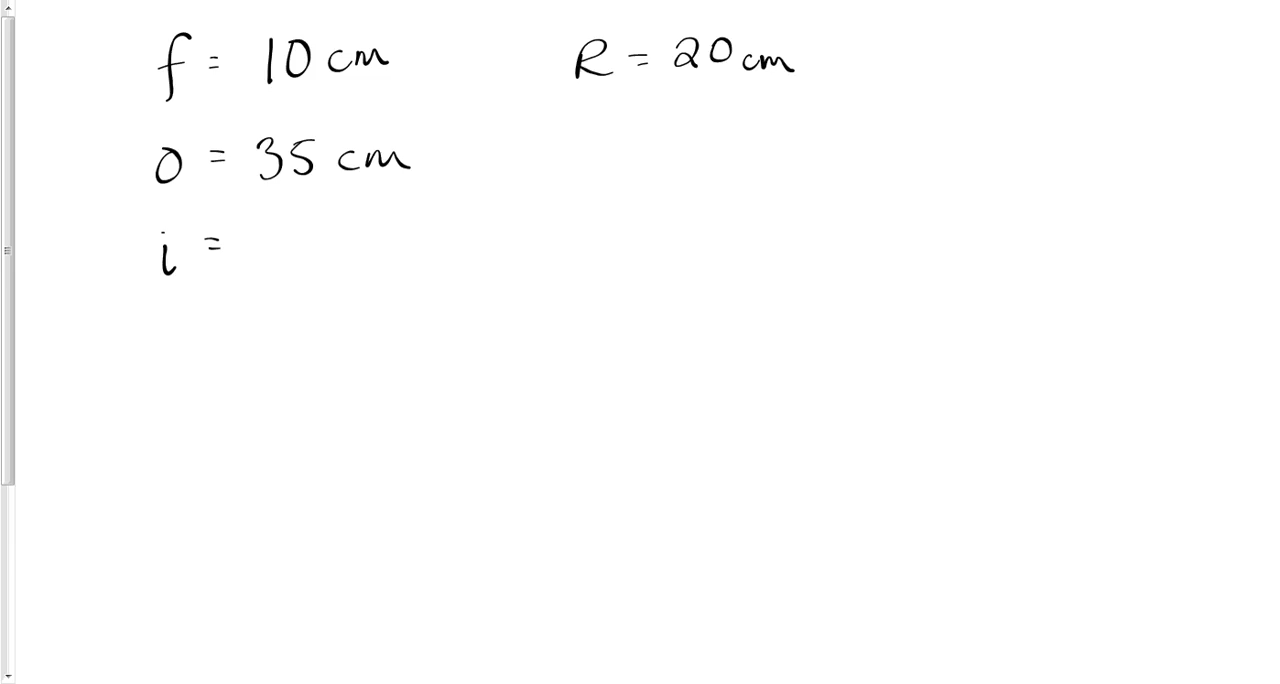 f = 10 cm R = 20 cm
o = 35 cm
i =